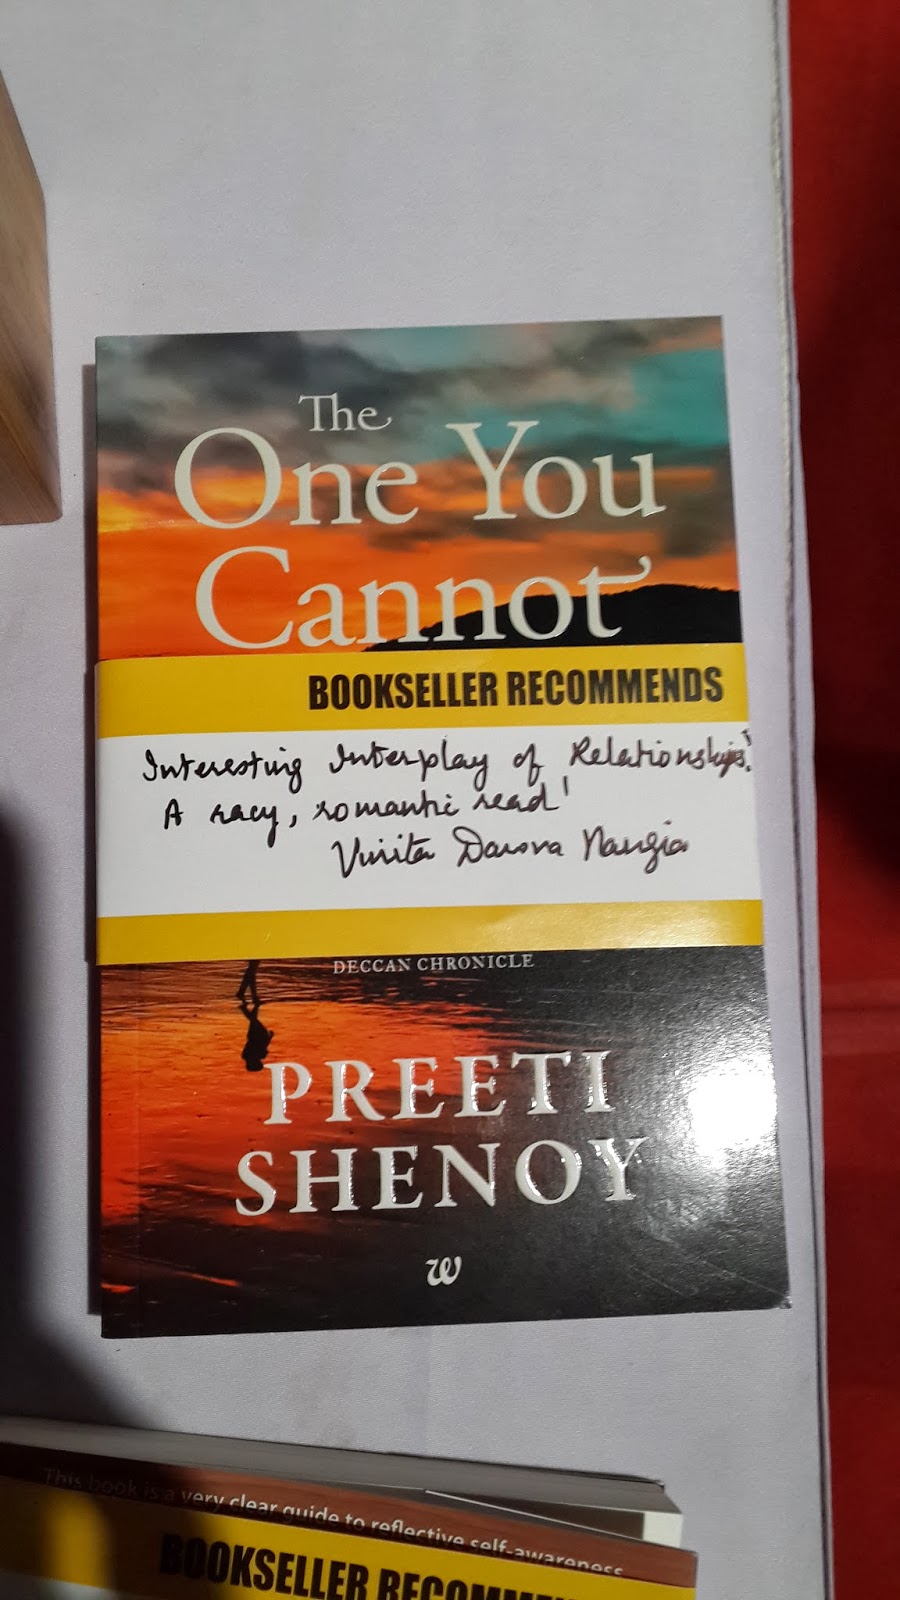 The
One You
Cannot
BOOKSELLER RECOMMENDS
Interesting Interplay of Relationships!
A racy, romantic read!
Vinita Dawra Nangia
DECCAN CHRONICLE
PREETI
SHENOY
w
This book is a very clear guide to reflective self-awareness
BOOKSELLER RECOMMEN